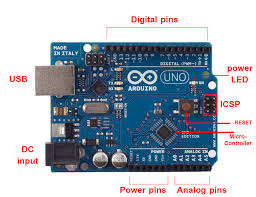 Digital pins
MADE IN
ITALY
DIGITAL (PWM~)
UNO
ARDUINO
USB
power
LED
ICSP
RESET
Micro-
Controller
EDITION
DC
input
POWER
ANALOG IN
Power pins
Analog pins